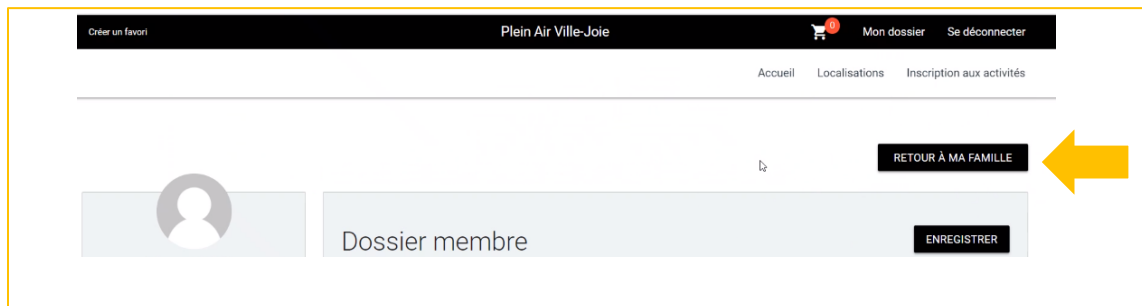 Créer un favori Plein Air Ville-Joie 0 Mon dossier Se déconnecter
Accueil Localisations Inscription aux activités
RETOUR À MA FAMILLE
Dossier membre ENREGISTRER